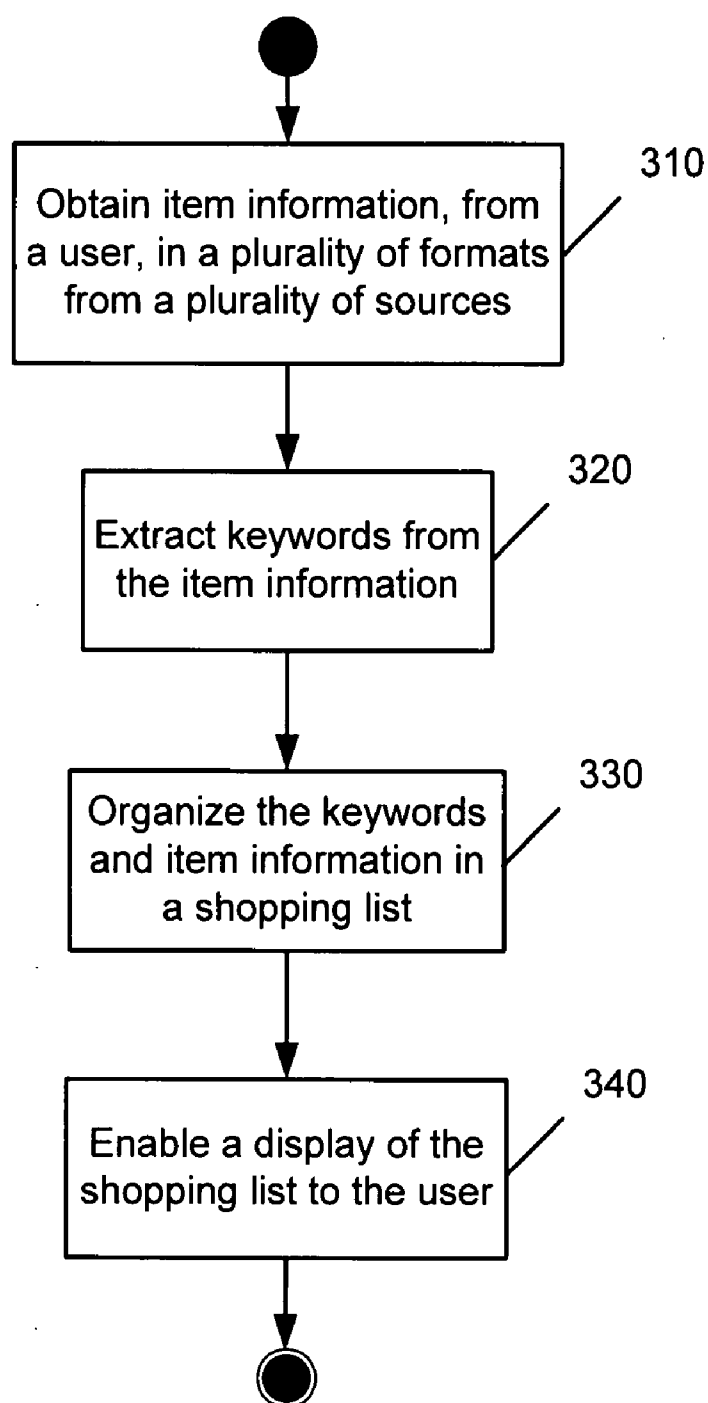 310
Obtain item information, from
a user, in a plurality of formats
from a plurality of sources
320
Extract keywords from
the item information
330
Organize the keywords
and item information in
a shopping list
340
Enable a display of the
shopping list to the user